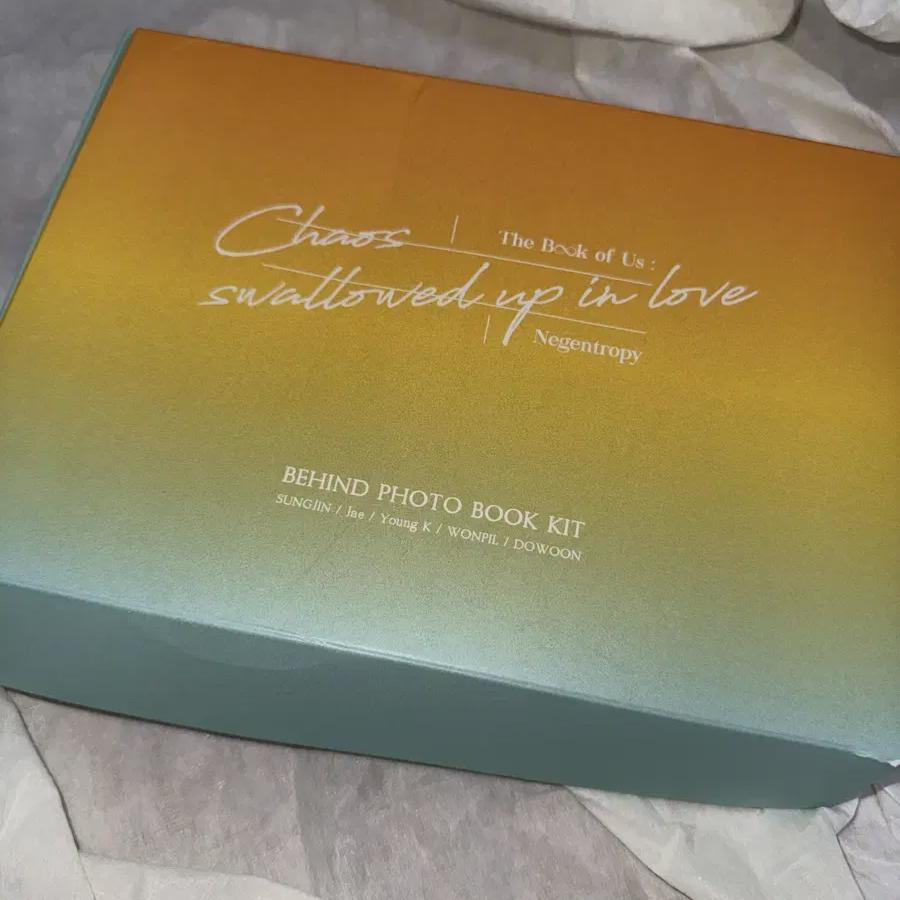 Chaos | The Book of Us :
swallowed up in love
| Negentropy
BEHIND PHOTO BOOK KIT
SUNGJIN / Jae / Young K / WONPIL / DOWOON